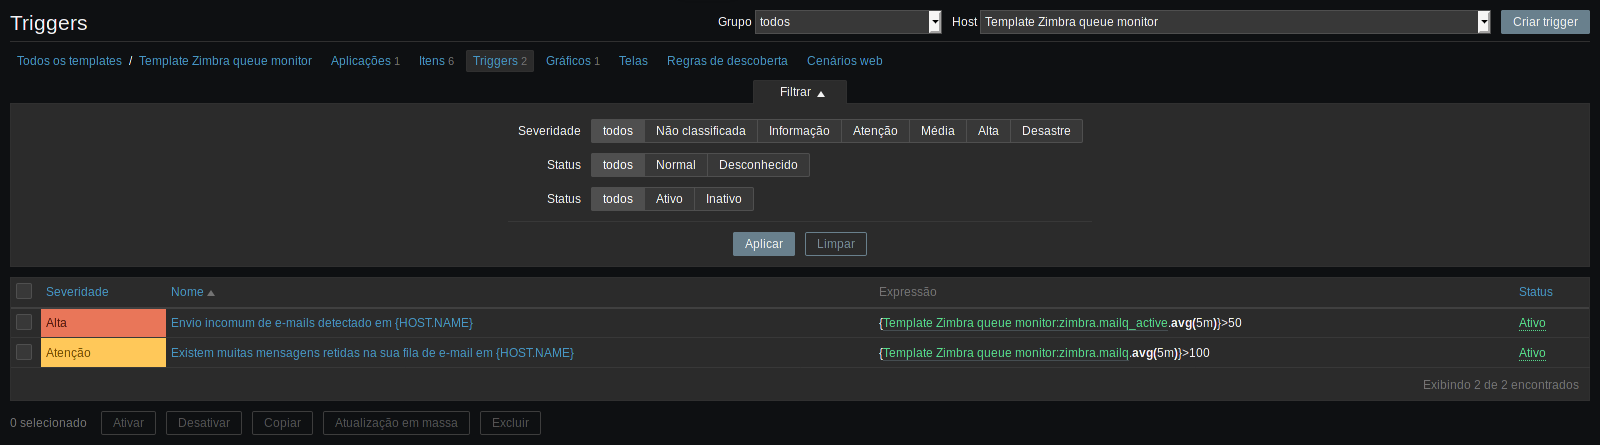 Triggers Grupo todos Host Template Zimbra queue monitor Criar trigger
Todos os templates / Template Zimbra queue monitor Aplicações 1 Itens 6 Triggers 2 Gráficos 1 Telas Regras de descoberta Cenários web
Filtrar
Severidade todos Não classificada Informação Atenção Média Alta Desastre
Status todos Normal Desconhecido
Status todos Ativo Inativo
Aplicar Limpar
Severidade Nome Expressão Status
Alta Envio incomum de e-mails detectado em {HOST.NAME} {Template Zimbra queue monitor:zimbra.mailq_active.avg(5m)}>50 Ativo
Atenção Existem muitas mensagens retidas na sua fila de e-mail em {HOST.NAME} {Template Zimbra queue monitor:zimbra.mailq.avg(5m)}>100 Ativo
Exibindo 2 de 2 encontrados
0 selecionado Ativar Desativar Copiar Atualização em massa Excluir